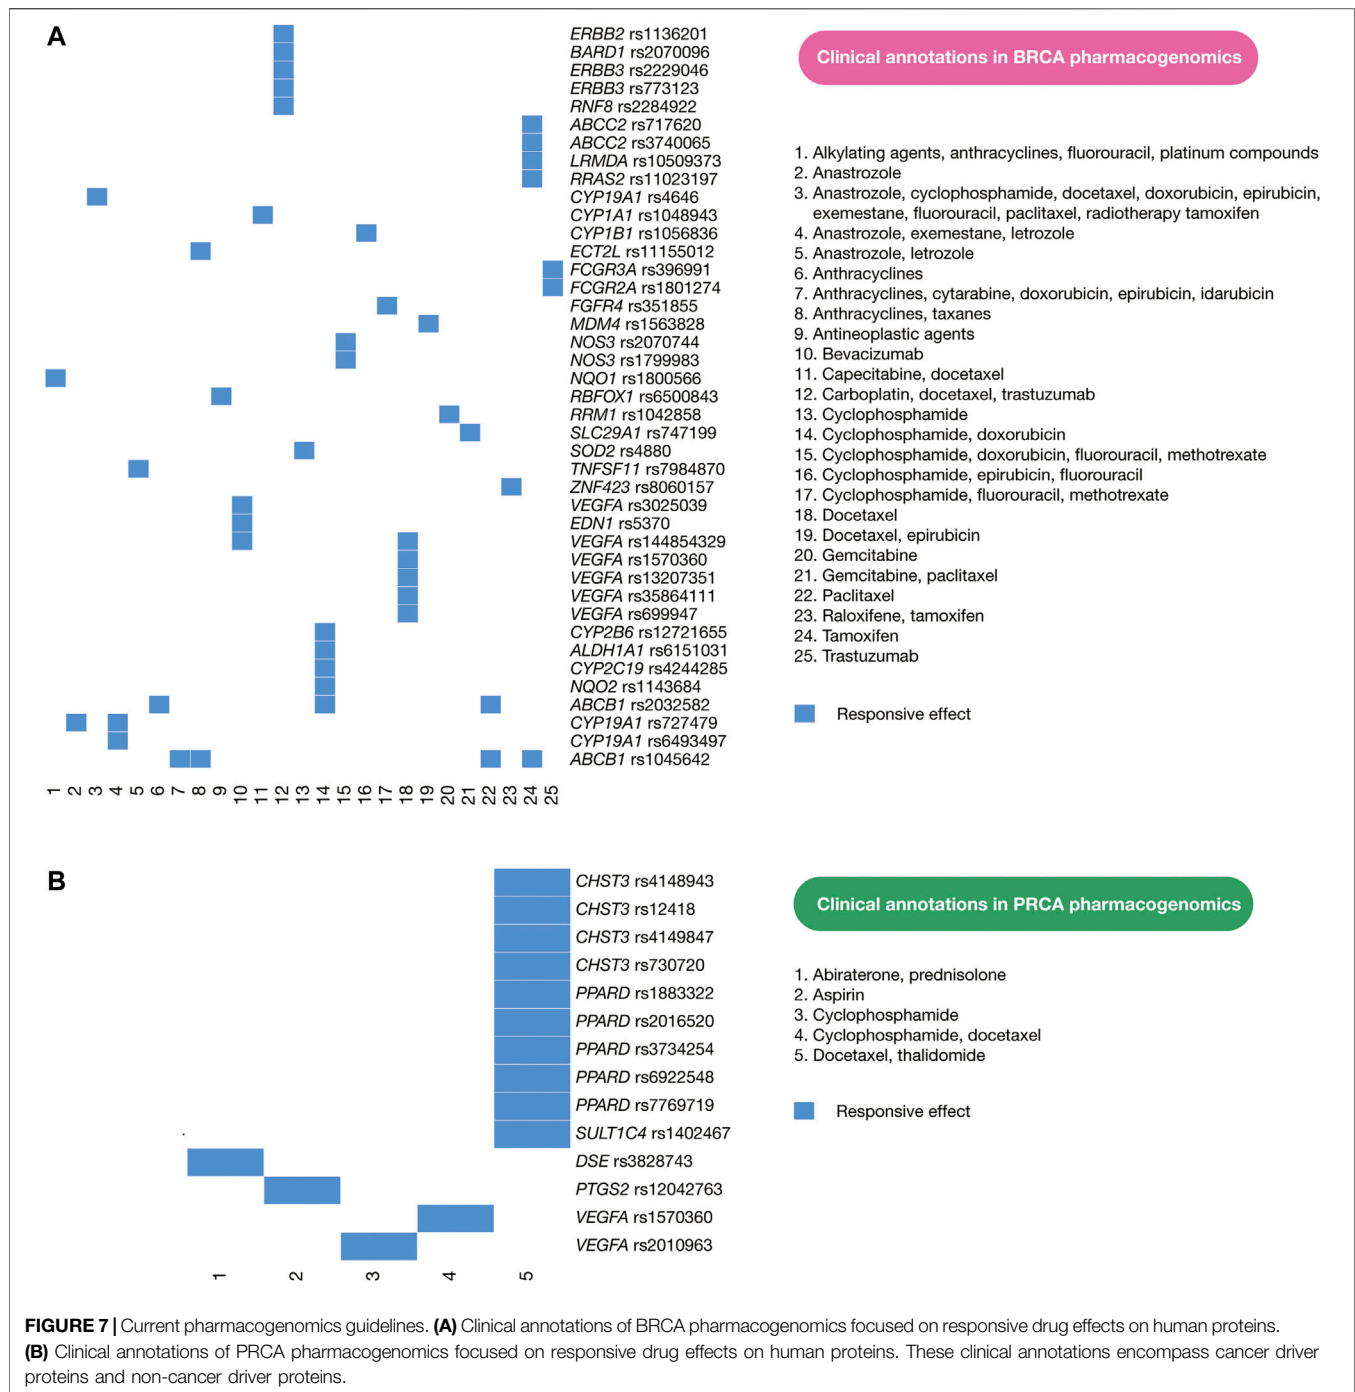 A
ERBB2 rs1136201
BARD1 rs2070096
ERBB3 rs2229046
ERBB3 rs773123
RNF8 rs2284922
ABCC2 rs717620
ABCC2 rs3740065
LRMDA rs10509373
RRAS2 rs11023197
CYP19A1 rs4646
CYP1A1 rs1048943
CYP1B1 rs1056836
ECT2L rs11155012
FCGR3A rs396991
FCGR2A rs1801274
FGFR4 rs351855
MDM4 rs1563828
NOS3 rs2070744
NOS3 rs1799983
NQO1 rs1800566
RBFOX1 rs6500843
RRM1 rs1042858
SLC29A1 rs747199
SOD2 rs4880
TNFSF11 rs7984870
ZNF423 rs8060157
VEGFA rs3025039
EDN1 rs5370
VEGFA rs144854329
VEGFA rs1570360
VEGFA rs13207351
VEGFA rs35864111
VEGFA rs699947
CYP2B6 rs12721655
ALDH1A1 rs6151031
CYP2C19 rs4244285
NQO2 rs1143684
ABCB1 rs2032582
CYP19A1 rs727479
CYP19A1 rs6493497
ABCB1 rs1045642
1 2 3 4 5 6 7 8 9 10 11 12 13 14 15 16 17 18 19 20 21 22 23 24 25
Clinical annotations in BRCA pharmacogenomics
1. Alkylating agents, anthracyclines, fluorouracil, platinum compounds
2. Anastrozole
3. Anastrozole, cyclophosphamide, docetaxel, doxorubicin, epirubicin,
exemestane, fluorouracil, paclitaxel, radiotherapy tamoxifen
4. Anastrozole, exemestane, letrozole
5. Anastrozole, letrozole
6. Anthracyclines
7. Anthracyclines, cytarabine, doxorubicin, epirubicin, idarubicin
8. Anthracyclines, taxanes
9. Antineoplastic agents
10. Bevacizumab
11. Capecitabine, docetaxel
12. Carboplatin, docetaxel, trastuzumab
13. Cyclophosphamide
14. Cyclophosphamide, doxorubicin
15. Cyclophosphamide, doxorubicin, fluorouracil, methotrexate
16. Cyclophosphamide, epirubicin, fluorouracil
17. Cyclophosphamide, fluorouracil, methotrexate
18. Docetaxel
19. Docetaxel, epirubicin
20. Gemcitabine
21. Gemcitabine, paclitaxel
22. Paclitaxel
23. Raloxifene, tamoxifen
24. Tamoxifen
25. Trastuzumab
Responsive effect
B
CHST3 rs4148943
CHST3 rs12418
CHST3 rs4149847
CHST3 rs730720
PPARD rs1883322
PPARD rs2016520
PPARD rs3734254
PPARD rs6922548
PPARD rs7769719
SULT1C4 rs1402467
DSE rs3828743
PTGS2 rs12042763
VEGFA rs1570360
VEGFA rs2010963
1 2 3 4 5
Clinical annotations in PRCA pharmacogenomics
1. Abiraterone, prednisolone
2. Aspirin
3. Cyclophosphamide
4. Cyclophosphamide, docetaxel
5. Docetaxel, thalidomide
Responsive effect
FIGURE 7 | Current pharmacogenomics guidelines. (A) Clinical annotations of BRCA pharmacogenomics focused on responsive drug effects on human proteins.
(B) Clinical annotations of PRCA pharmacogenomics focused on responsive drug effects on human proteins. These clinical annotations encompass cancer driver
proteins and non-cancer driver proteins.